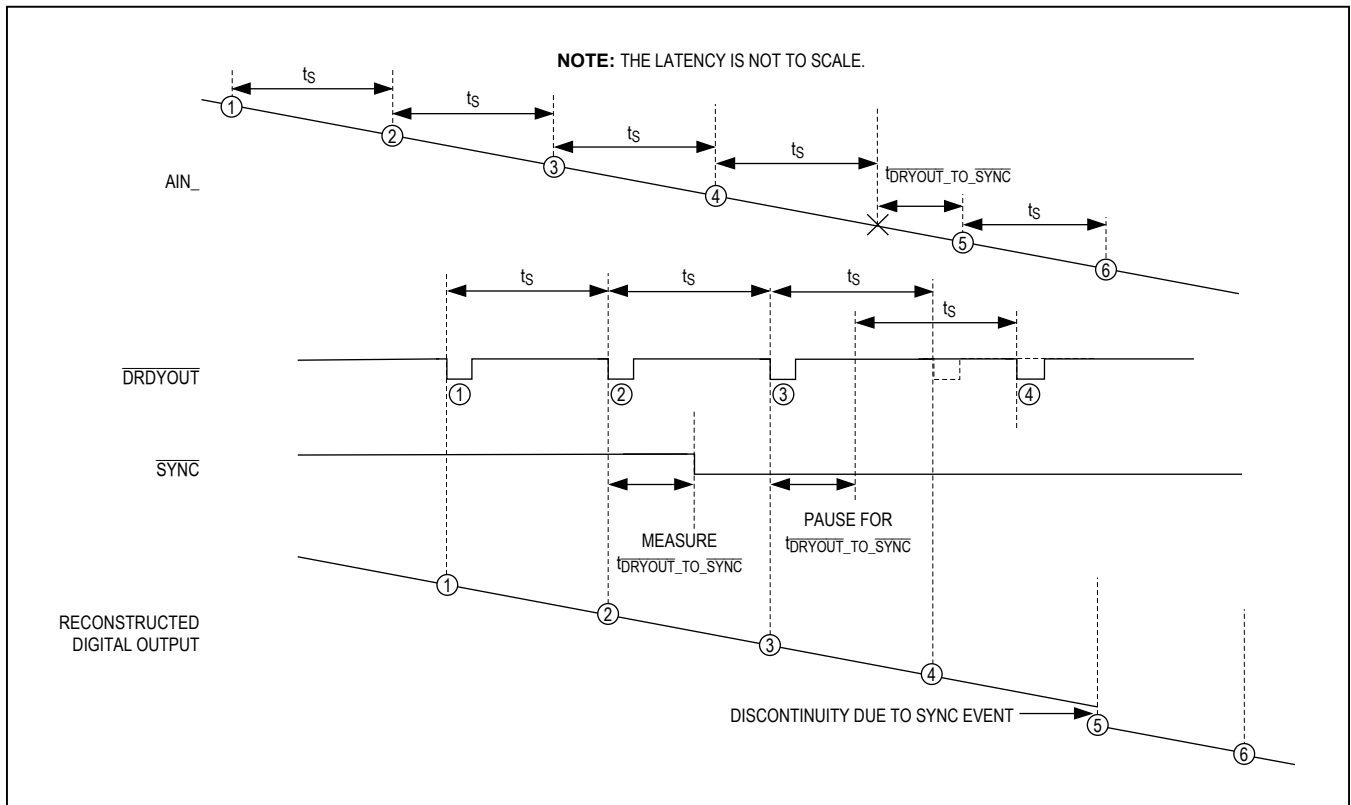 NOTE: THE LATENCY IS NOT TO SCALE.
tS
tS
tS
tS
tDRYOUT_TO_SYNC
tS
1
2
3
4
5
6
AIN_
tS
tS
tS
tS
DRDYOUT
1
2
3
4
SYNC
MEASURE
tDRYOUT_TO_SYNC
PAUSE FOR
tDRYOUT_TO_SYNC
RECONSTRUCTED
DIGITAL OUTPUT
1
2
3
4
DISCONTINUITY DUE TO SYNC EVENT
5
6